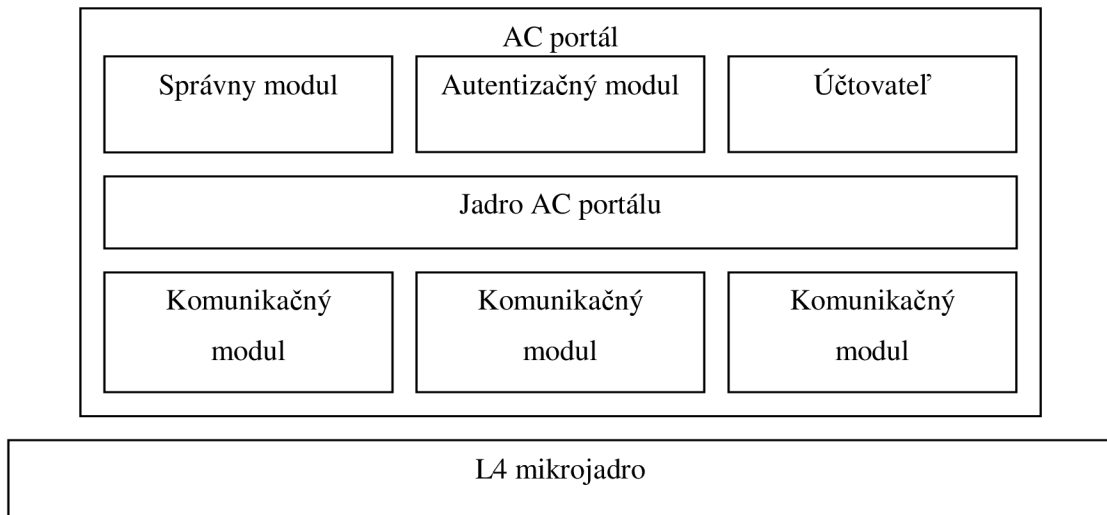 AC portál
Správny modul
Autentizačný modul
Účtovateľ
Jadro AC portálu
Komunikačný
modul
Komunikačný
modul
Komunikačný
modul
L4 mikrojadro